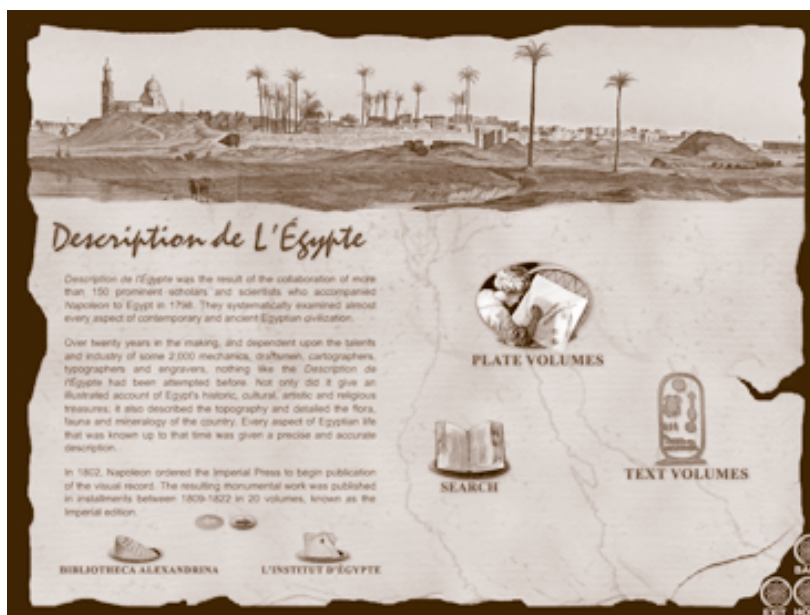 Description de L'Égypte
Description de l'Égypte was the result of the collaboration of more
than 150 prominent scholars and scientists who accompanied
Napoleon to Egypt in 1798. They systematically examined almost
every aspect of contemporary and ancient Egyptian civilization.
Over twenty years in the making, and dependent upon the talents
and industry of some 2,000 mechanics, draftsmen, cartographers,
typographers and engravers, nothing like the Description de
l'Égypte had been attempted before. Not only did it give an
illustrated account of Egypt's historic, cultural, artistic and religious
treasures; it also described the topography and detailed the flora,
fauna and mineralogy of the country. Every aspect of Egyptian life
that was known up to that time was given a precise and accurate
description.
In 1802, Napoleon ordered the Imperial Press to begin publication
of the visual record. The resulting monumental work was published
in installments between 1809-1822 in 20 volumes, known as the
Imperial edition.
PLATE VOLUMES
SEARCH
TEXT VOLUMES
BIBLIOTHECA ALEXANDRINA
L'INSTITUT D'ÉGYPTE